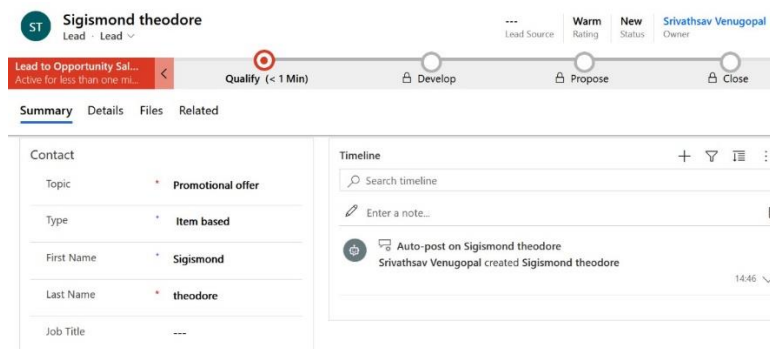 ST
Sigismond theodore
Lead · Lead
---
Lead Source
Warm
Rating
New
Status
Srivathsav Venugopal
Owner
Lead to Opportunity Sal...
Active for less than one mi...
Qualify (< 1 Min)
Develop
Propose
Close
Summary Details Files Related
Contact
Topic * Promotional offer
Type * Item based
First Name * Sigismond
Last Name * theodore
Job Title ---
Timeline
Search timeline
Enter a note...
Auto-post on Sigismond theodore
Srivathsav Venugopal created Sigismond theodore
14:46